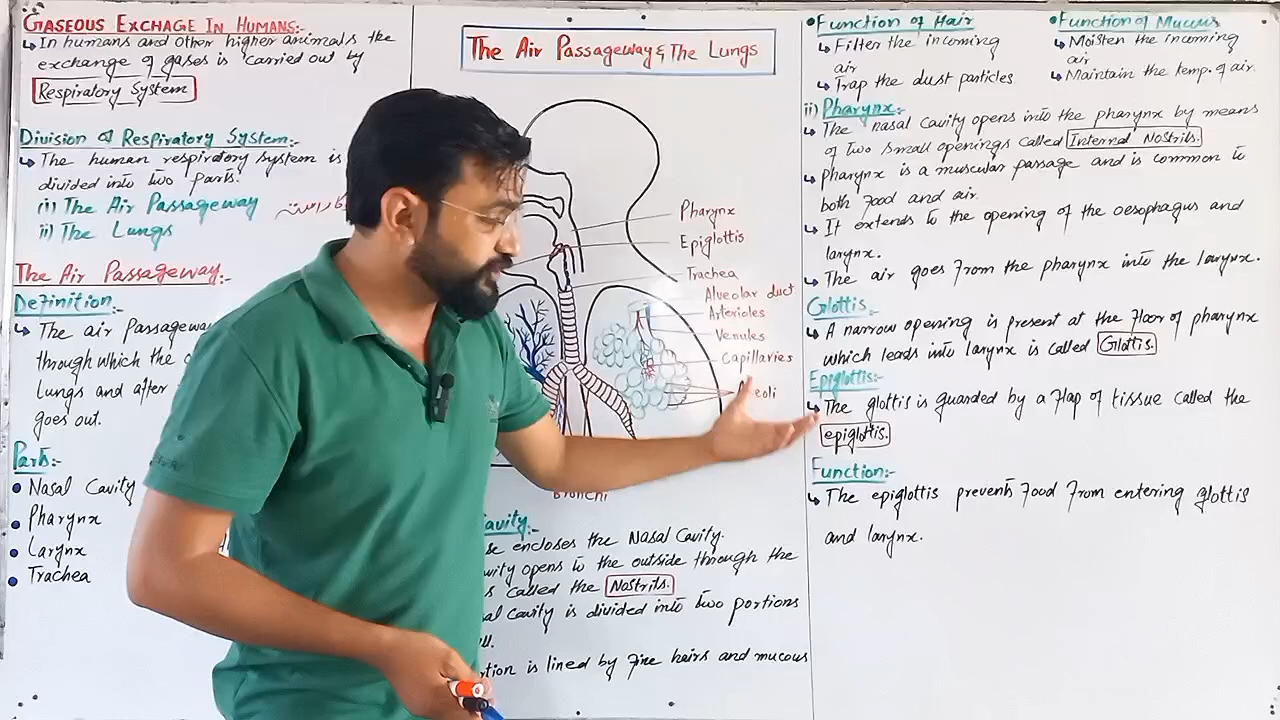 GASEOUS EXCHAGE IN HUMANS:-
In humans and other higher animals the
exchange of gases is carried out by
Respiratory System
Division of Respiratory System:-
The human respiratory system is
divided into two parts.
(i) The Air Passageway
ii) The Lungs
The Air Passageway:-
Definition:-
The air passageway
through which the
Lungs and after
goes out.
Parts:-
Nasal Cavity
Pharynx
Larynx
Trachea
The Air Passageway & The Lungs
Pharynx
Epiglottis
Trachea
Alveolar duct
Arterioles
Venules
Capillaries
eoli
Bronchi
avity:-
se encloses the Nasal Cavity.
vity opens to the outside through the
s called the Nostrils.
al Cavity is divided into two portions
ll.
rtion is lined by fine hairs and mucous
Function of Hair
Filter the incoming
air
Trap the dust particles
Function of Mucus
Moisten the incoming
air
Maintain the temp. of air.
ii) Pharynx:-
The nasal cavity opens into the pharynx by means
of two small openings called Internal Nostrils.
Pharynx is a muscular passage and is common to
both food and air.
It extends to the opening of the oesophagus and
larynx.
The air goes from the pharynx into the larynx.
Glottis
A narrow opening is present at the floor of pharynx
which leads into larynx is called Glottis.
Epiglottis:-
The glottis is guarded by a flap of tissue called the
epiglottis.
Function:-
The epiglottis prevents food from entering glottis
and larynx.